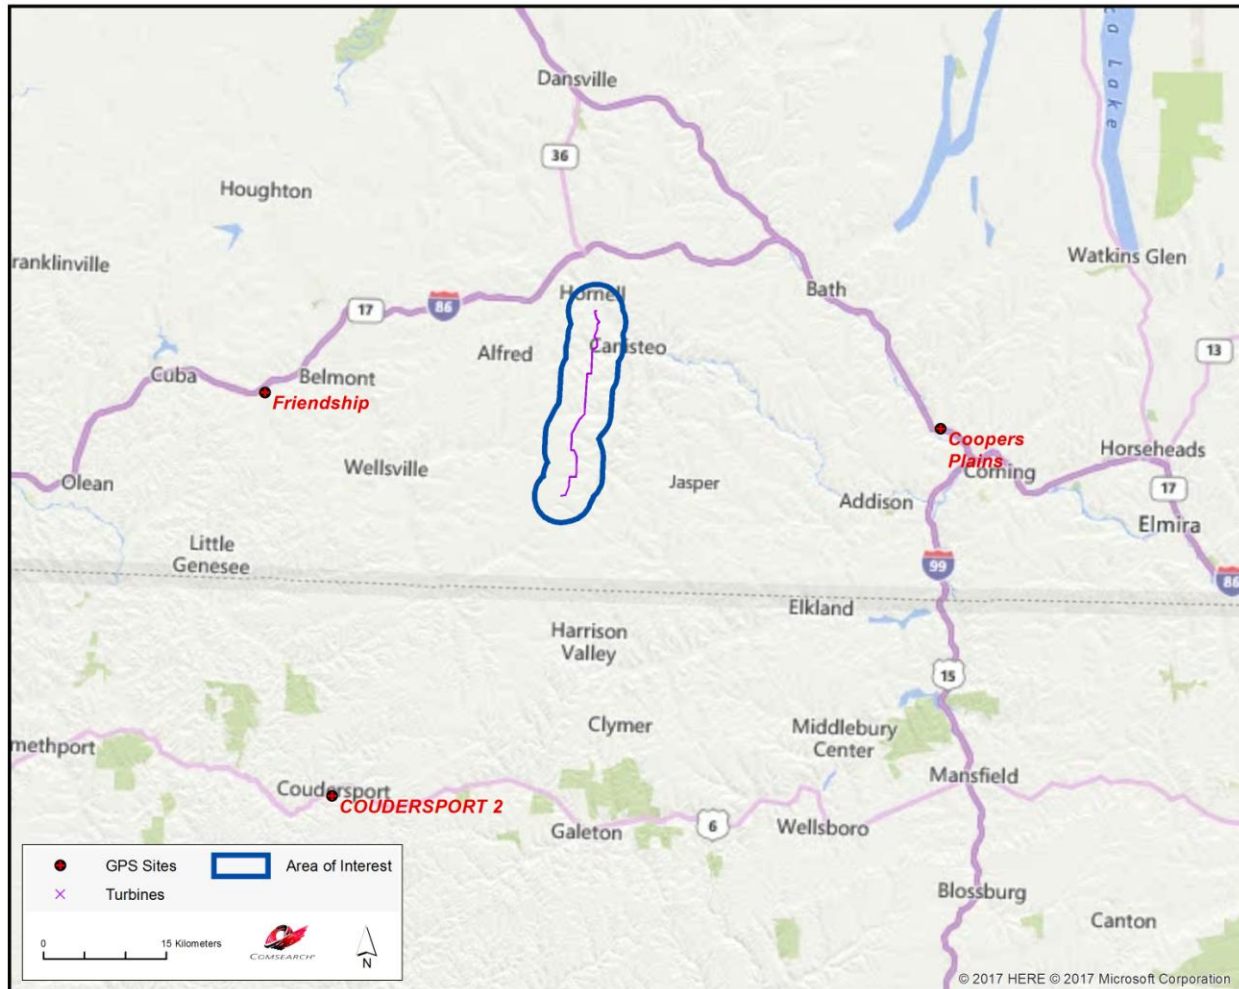 a Lake
Dansville
36
Houghton
ranklinville
Watkins Glen
Hornell
Bath
17
86
Canisteo
13
Alfred
Cuba
Belmont
Friendship
Coopers
Plains
Horseheads
Wellsville
Corning
Olean
Jasper
Addison
17
Elmira
Little
Genesee
99
86
Elkland
Harrison
Valley
15
Clymer
Middlebury
Center
methport
Mansfield
Coudersport
COUDERSPORT 2
Galeton
6
Wellsboro
Blossburg
Canton
GPS Sites
Area of Interest
Turbines
0
15 Kilometers
COMSEARCH
N
© 2017 HERE © 2017 Microsoft Corporation